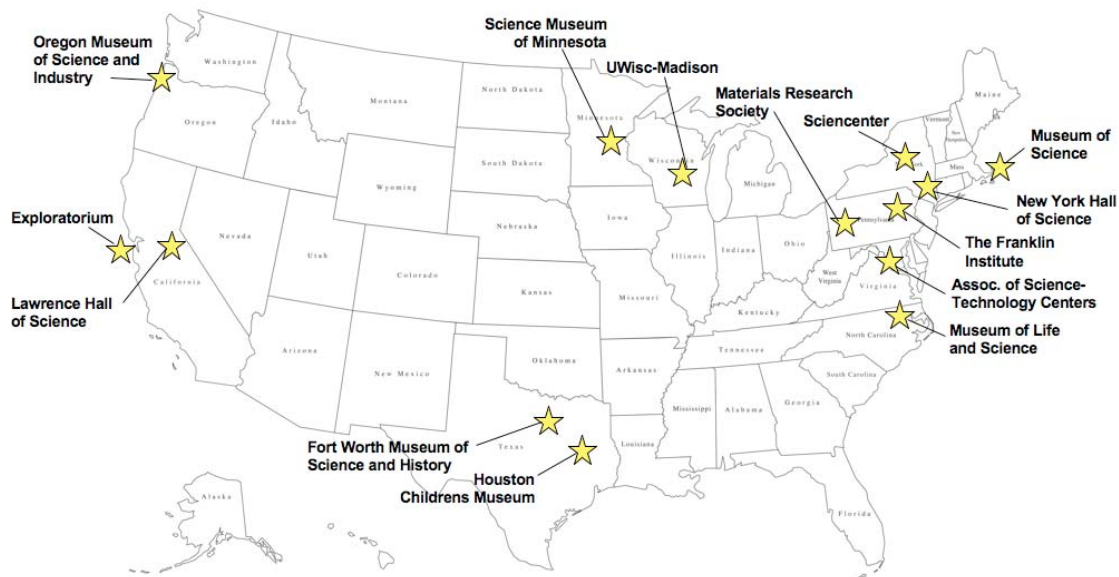 Science Museum
of Minnesota
Oregon Museum
of Science and
Industry
UWisc-Madison
Materials Research
Society
Sciencenter
Museum of
Science
New York Hall
of Science
The Franklin
Institute
Assoc. of Science-
Technology Centers
Museum of Life
and Science
Exploratorium
Lawrence Hall
of Science
Fort Worth Museum of
Science and History
Houston
Childrens Museum
Washington
Oregon
Idaho
Montana
North Dakota
South Dakota
Minnesota
Wisconsin
Michigan
Wyoming
Nebraska
Iowa
Nevada
Utah
Colorado
Kansas
Missouri
Illinois
Indiana
Ohio
Pennsylvania
West
Virginia
Virginia
Kentucky
Tennessee
North Carolina
South Carolina
California
Arizona
New Mexico
Oklahoma
Arkansas
Texas
Louisiana
Mississippi
Alabama
Georgia
Florida
Alaska
Maine
Vermont
New
Hampshire
Mass